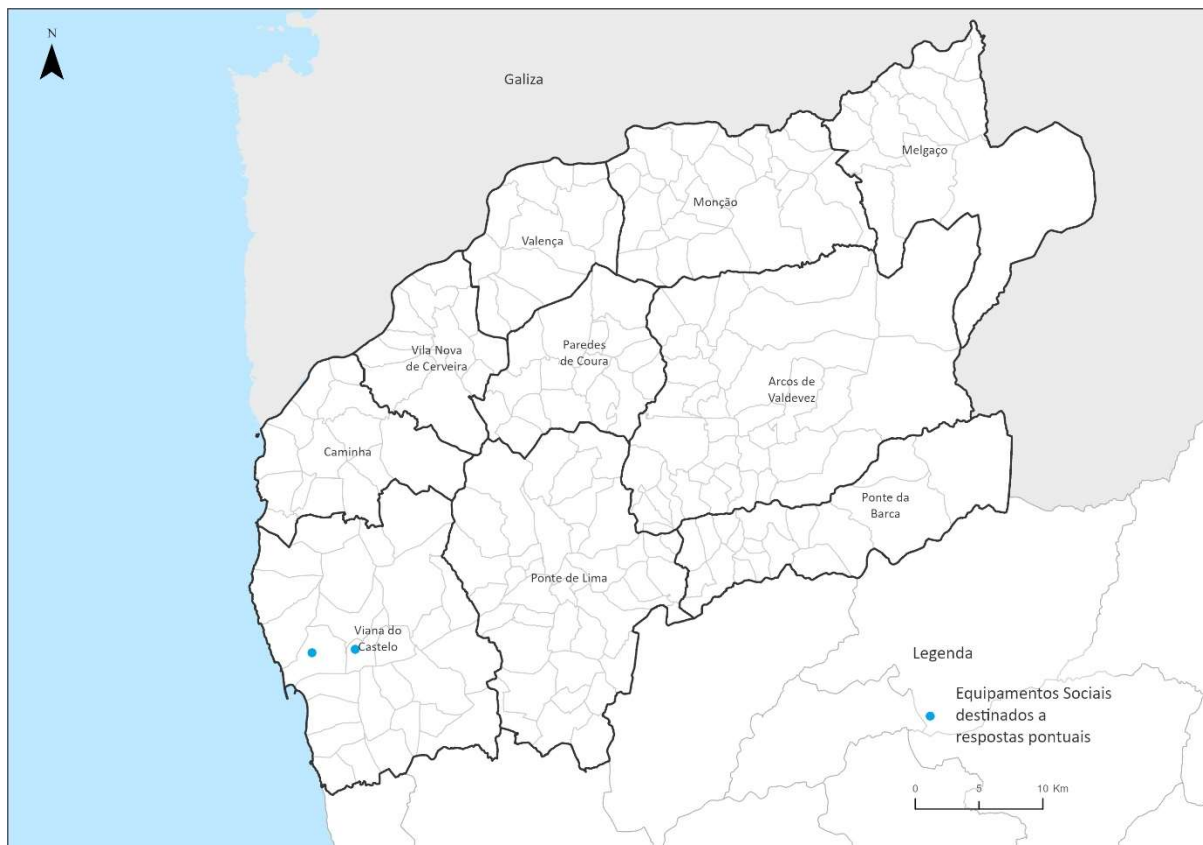 N
Galiza
Melgaço
Monção
Valença
Vila Nova
de Cerveira
Paredes
de Coura
Arcos de
Valdevez
Caminha
Ponte da
Barca
Ponte de Lima
Viana do
Castelo
Legenda
Equipamentos Sociais
destinados a
respostas pontuais
0 5 10 Km